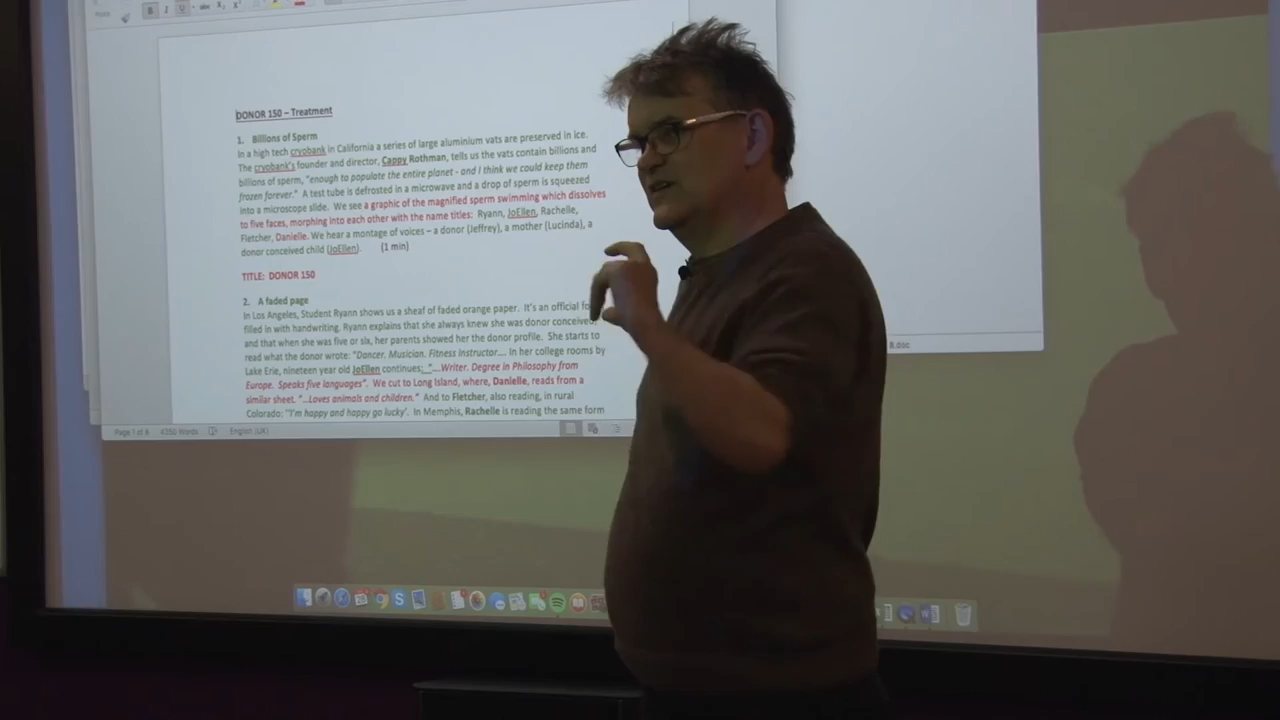 DONOR 150 – Treatment
1. Billions of Sperm
In a high tech cryobank in California a series of large aluminium vats are preserved in ice.
The cryobank's founder and director, Cappy Rothman, tells us the vats contain billions and
billions of sperm, "enough to populate the entire planet - and I think we could keep them
frozen forever." A test tube is defrosted in a microwave and a drop of sperm is squeezed
into a microscope slide. We see a graphic of the magnified sperm swimming which dissolves
to five faces, morphing into each other with the name titles: Ryann, JoEllen, Rachelle,
Fletcher, Danielle. We hear a montage of voices – a donor (Jeffrey), a mother (Lucinda), a
donor conceived child (JoEllen). (1 min)
TITLE: DONOR 150
2. A faded page
In Los Angeles, Student Ryann shows us a sheaf of faded orange paper. It's an official fo
filled in with handwriting. Ryann explains that she always knew she was donor conceived,
and that when she was five or six, her parents showed her the donor profile. She starts to
read what the donor wrote: "Dancer. Musician. Fitness Instructor.... In her college rooms by
Lake Erie, nineteen year old JoEllen continues: "...Writer. Degree in Philosophy from
Europe. Speaks five languages". We cut to Long Island, where, Danielle, reads from a
similar sheet. "...Loves animals and children." And to Fletcher, also reading, in rural
Colorado: "I'm happy and happy go lucky'. In Memphis, Rachelle is reading the same form
Page 1 of 8 4350 Words English (UK)
8.doc